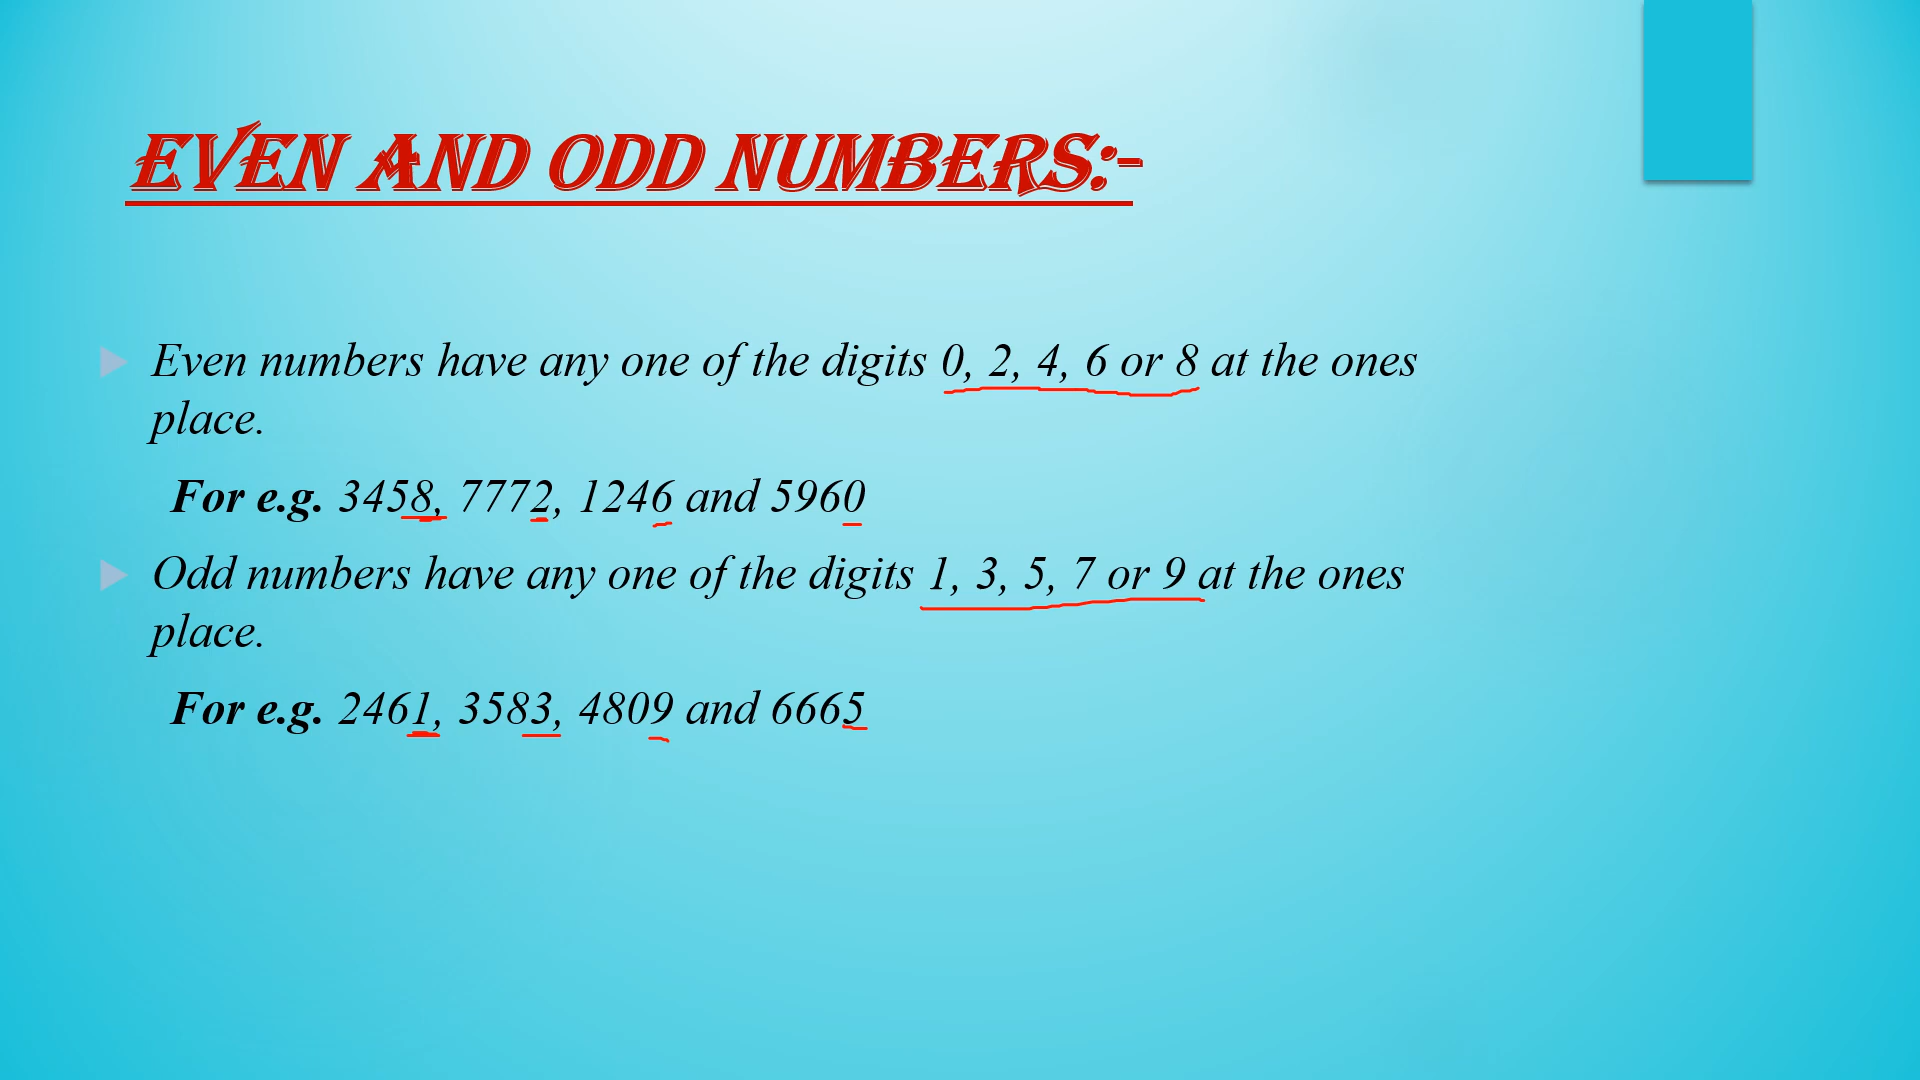 EVEN AND ODD NUMBERS:-
Even numbers have any one of the digits 0, 2, 4, 6 or 8 at the ones
place.
For e.g. 3458, 7772, 1246 and 5960
Odd numbers have any one of the digits 1, 3, 5, 7 or 9 at the ones
place.
For e.g. 2461, 3583, 4809 and 6665